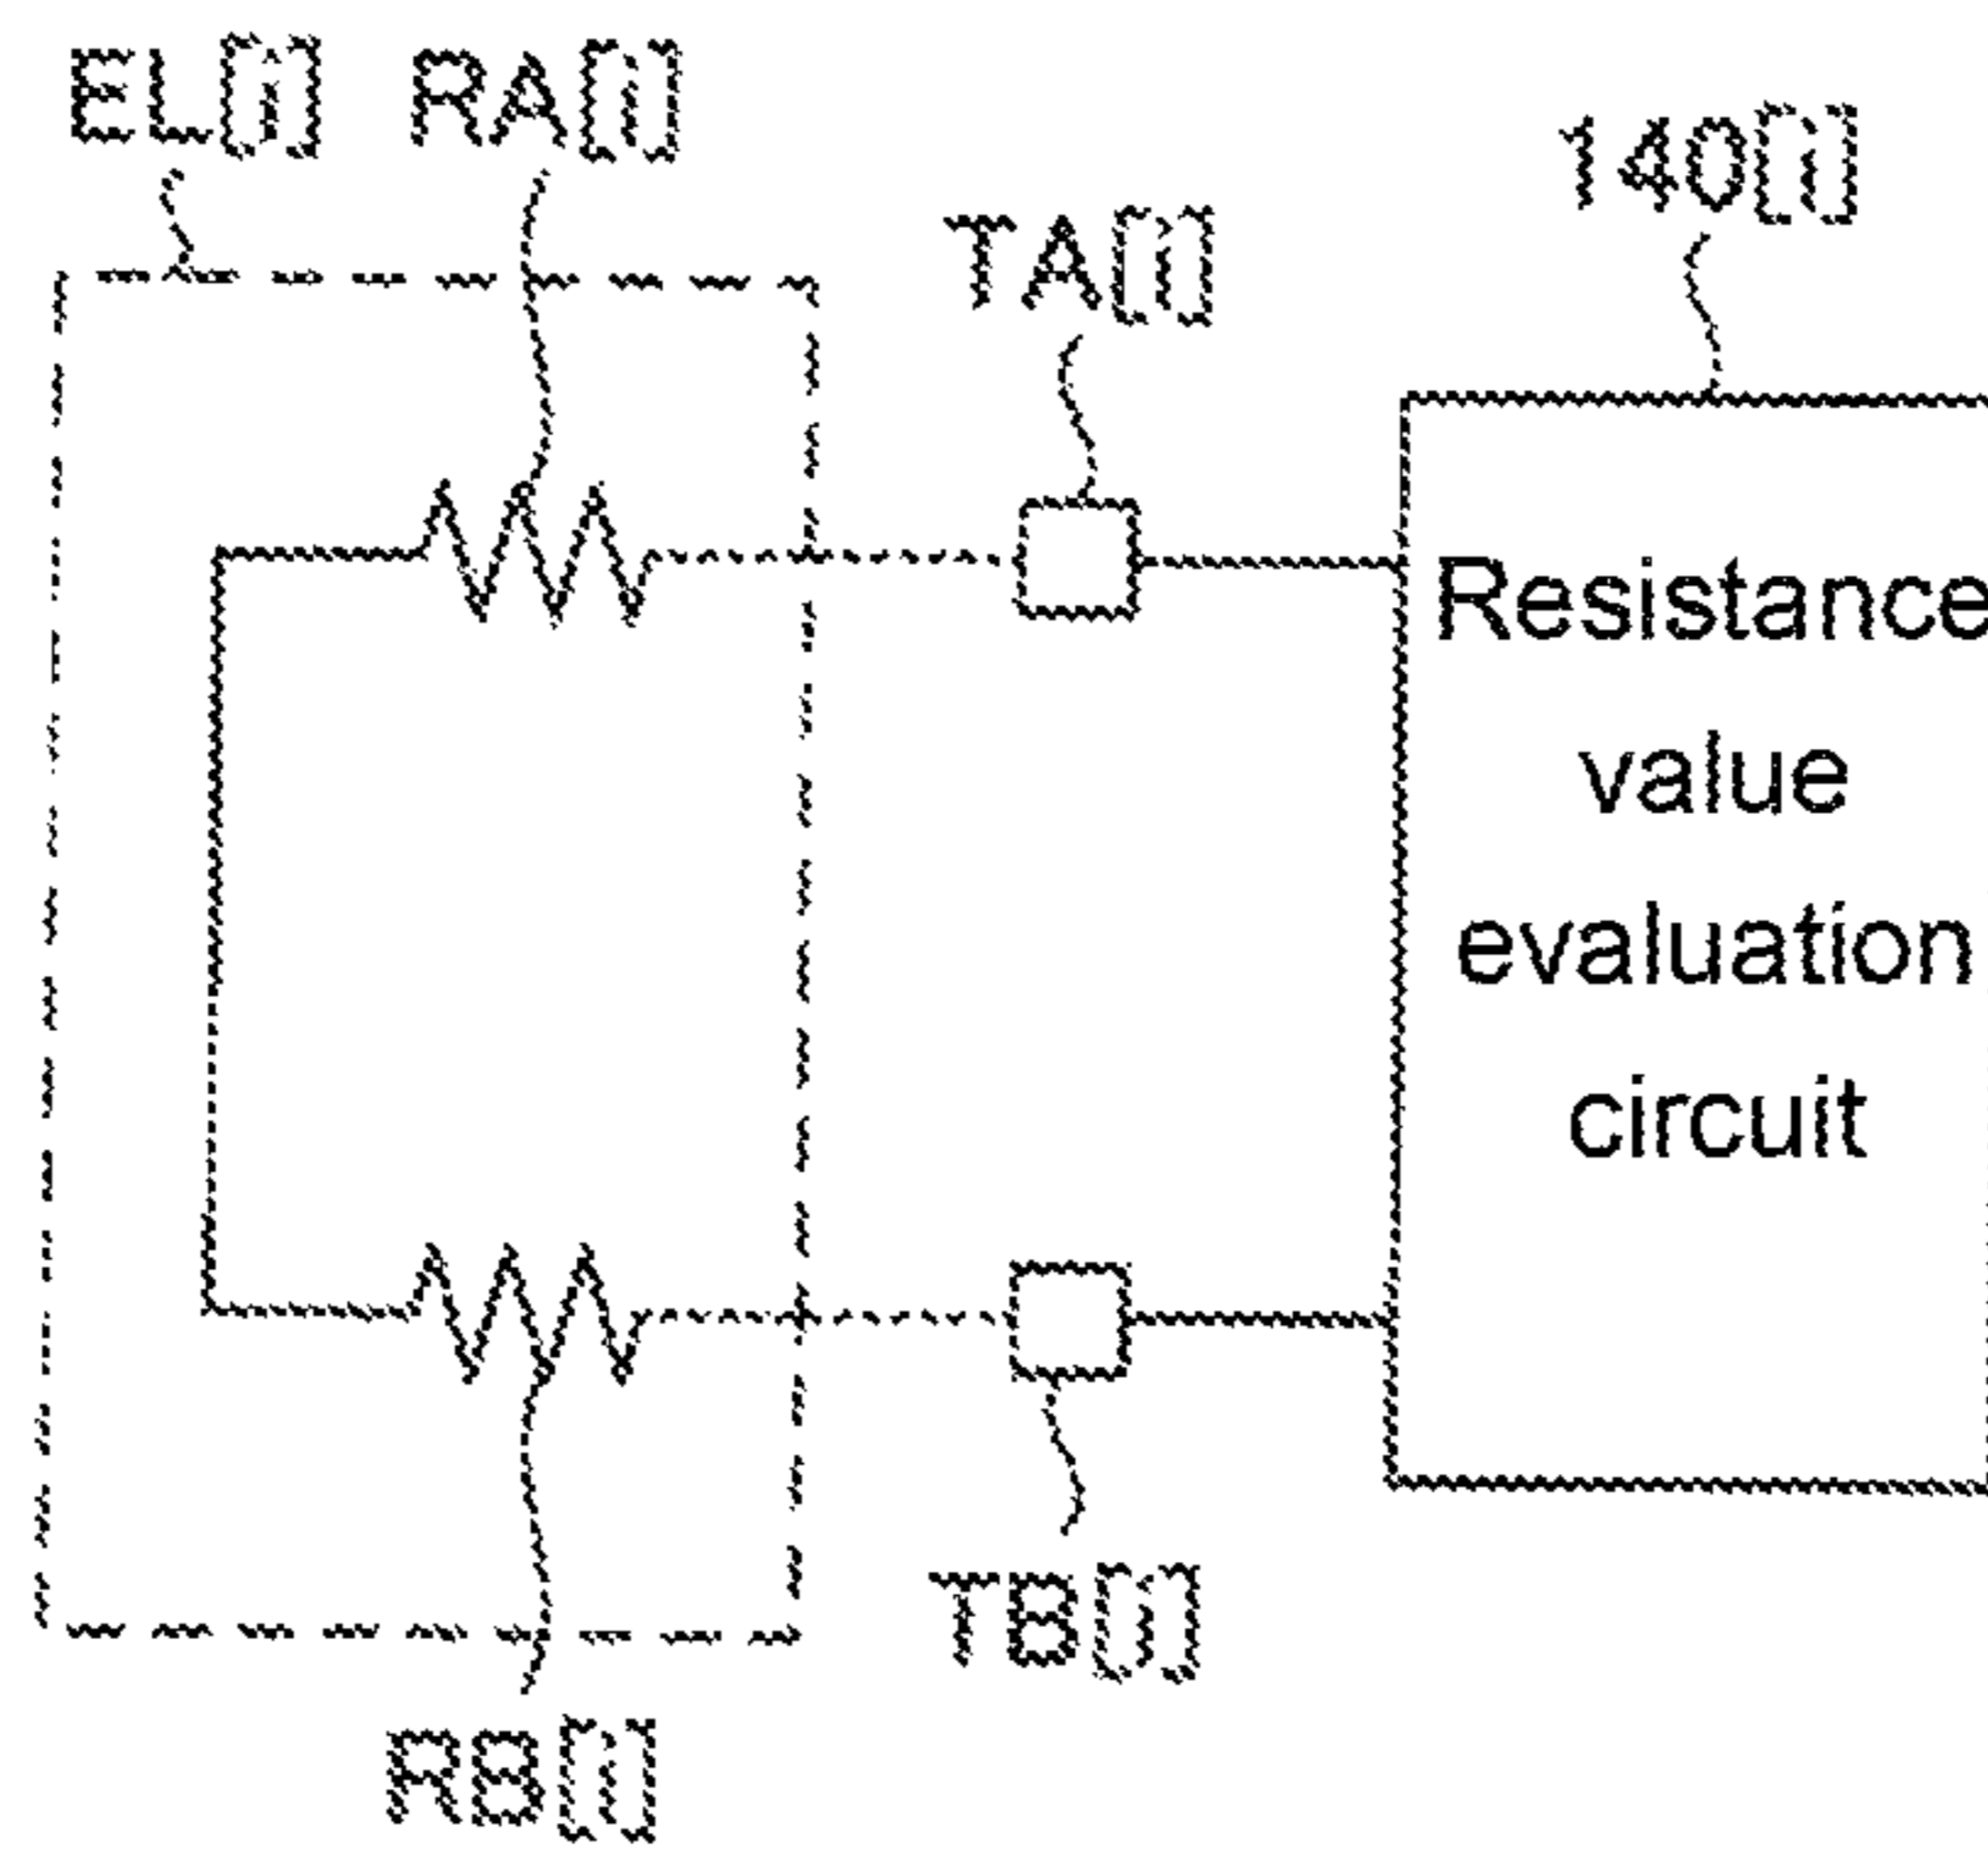 EL[i] RA[i]
140[i]
TA[i]
Resistance
value
evaluation
circuit
TB[i]
RB[i]